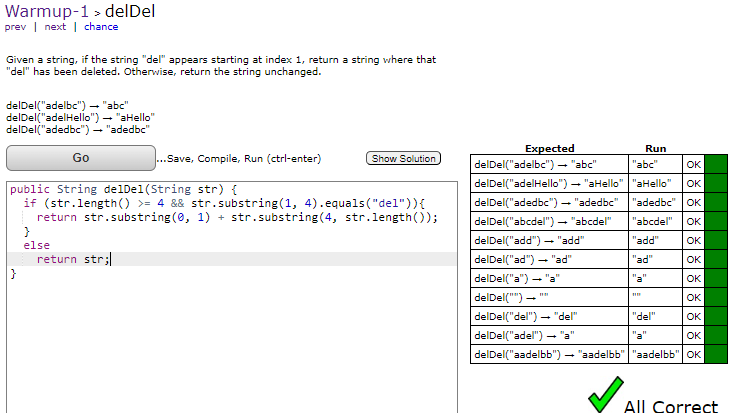 Warmup-1 > delDel
prev | next | chance
Given a string, if the string "del" appears starting at index 1, return a string where that
"del" has been deleted. Otherwise, return the string unchanged.
delDel("adelbc") → "abc"
delDel("adelHello") → "aHello"
delDel("adedbc") → "adedbc"
Go
...Save, Compile, Run (ctrl-enter)
Show Solution
public String delDel(String str) {
if (str.length() >= 4 && str.substring(1, 4).equals("del")){
return str.substring(0, 1) + str.substring(4, str.length());
}
else
return str;
}
Expected Run
delDel("adelbc") → "abc" "abc" OK
delDel("adelHello") → "aHello" "aHello" OK
delDel("adedbc") → "adedbc" "adedbc" OK
delDel("abcdel") → "abcdel" "abcdel" OK
delDel("add") → "add" "add" OK
delDel("ad") → "ad" "ad" OK
delDel("a") → "a" "a" OK
delDel("") → "" "" OK
delDel("del") → "del" "del" OK
delDel("adel") → "a" "a" OK
delDel("aadelbb") → "aadelbb" "aadelbb" OK
All Correct